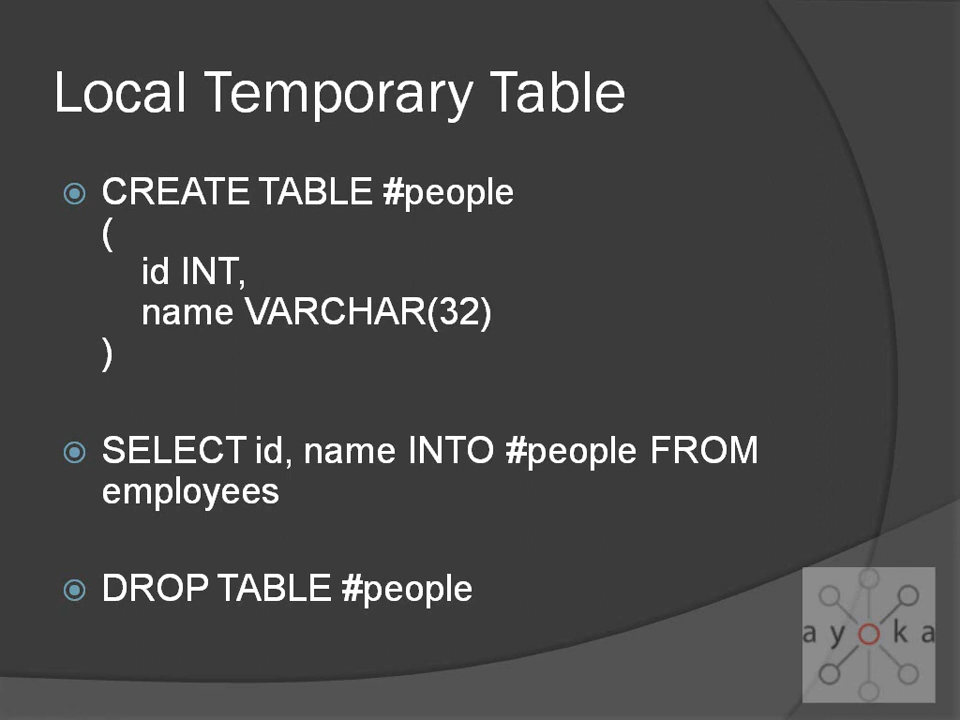 Local Temporary Table
CREATE TABLE #people
(
id INT,
name VARCHAR(32)
)
SELECT id, name INTO #people FROM
employees
DROP TABLE #people
ayoka